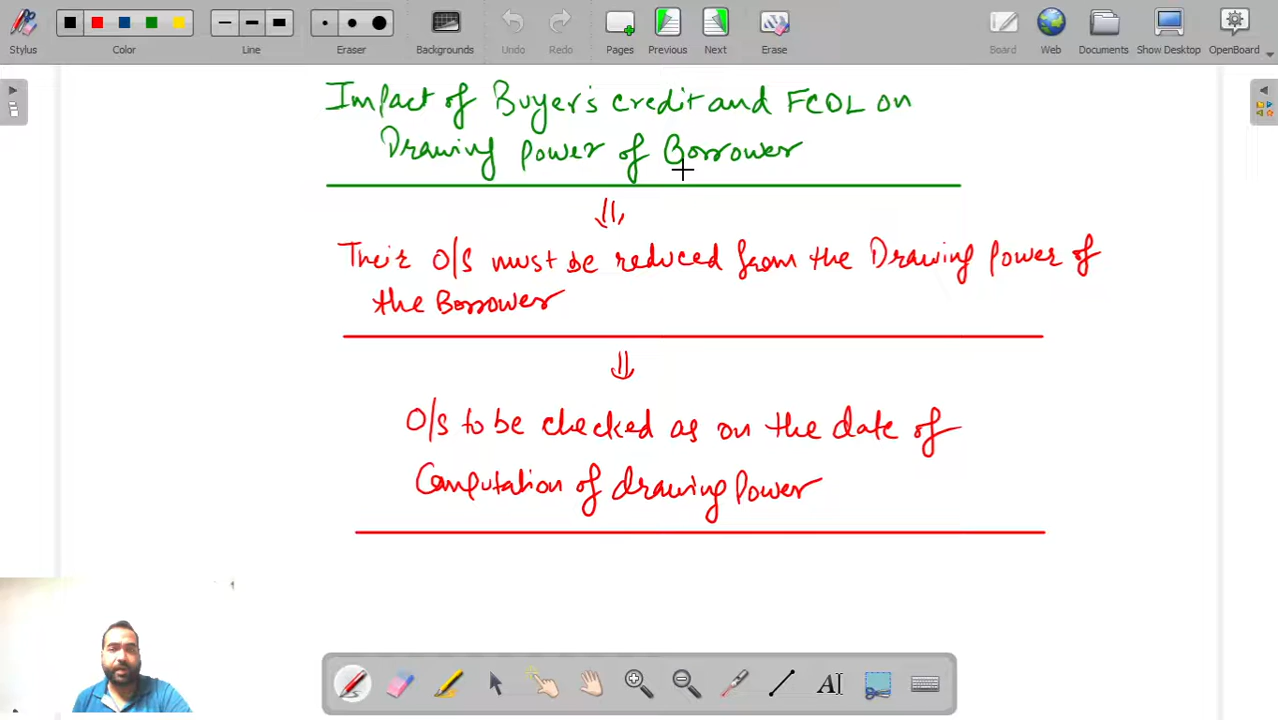 Stylus
Color
Line
Eraser
Backgrounds
Undo
Redo
Pages
Previous
Next
Erase
Board
Web
Documents
Show Desktop
OpenBoard
Impact of Buyer's credit and FCDL on
Drawing Power of Borrower
Their O/S must be reduced from the Drawing Power of
the Borrower
O/S to be checked as on the date of
Computation of drawing Power